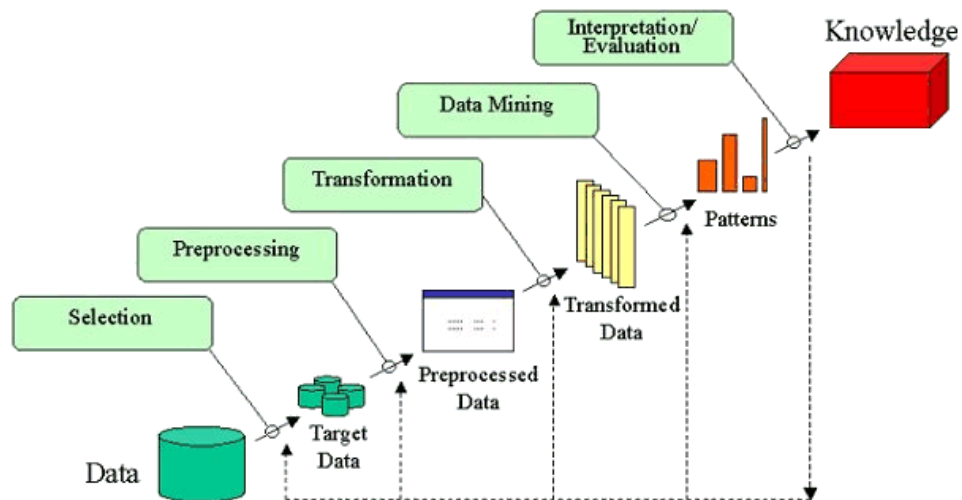 Interpretation/
Evaluation
Knowledge
Data Mining
Transformation
Patterns
Preprocessing
Transformed
Data
Selection
Preprocessed
Data
Target
Data
Data